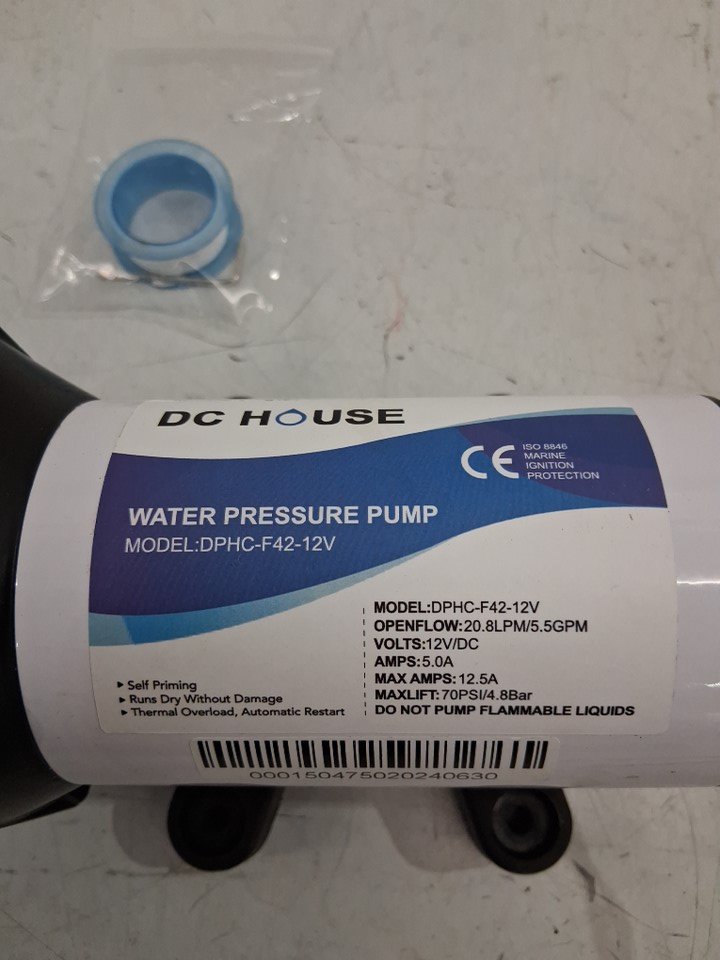 DC HOUSE
CE
ISO 8846
MARINE
IGNITION
PROTECTION
WATER PRESSURE PUMP
MODEL:DPHC-F42-12V
MODEL:DPHC-F42-12V
OPENFLOW:20.8LPM/5.5GPM
VOLTS:12V/DC
AMPS:5.0A
MAX AMPS:12.5A
MAXLIFT:70PSI/4.8Bar
DO NOT PUMP FLAMMABLE LIQUIDS
▸ Self Priming
▸ Runs Dry Without Damage
▸ Thermal Overload, Automatic Restart
000150475020240630